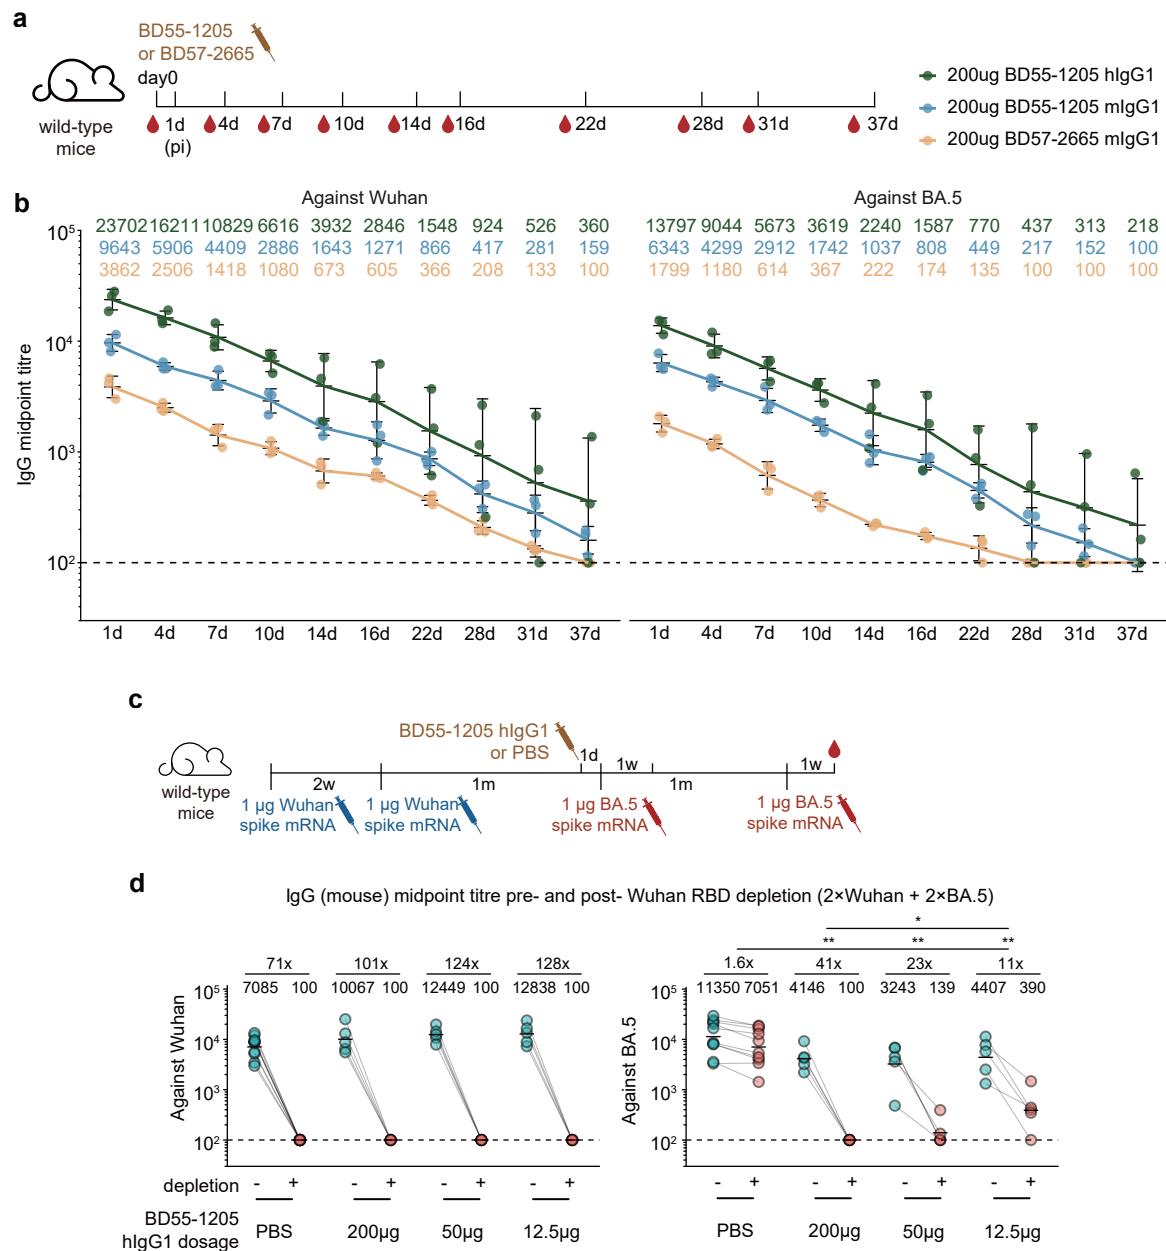 a
BD55-1205
or BD57-2665
day0
wild-type
mice
1d
(pi)
4d
7d
10d
14d
16d
22d
28d
31d
37d
200ug BD55-1205 hIgG1
200ug BD55-1205 mIgG1
200ug BD57-2665 mIgG1
b
Against Wuhan
23702 16211 10829 6616 3932 2846 1548 924 526 360
9643 5906 4409 2886 1643 1271 866 417 281 159
3862 2506 1418 1080 673 605 366 208 133 100
Against BA.5
13797 9044 5673 3619 2240 1587 770 437 313 218
6343 4299 2912 1742 1037 808 449 217 152 100
1799 1180 614 367 222 174 135 100 100 100
IgG midpoint titre
10⁵
10⁴
10³
10²
1d 4d 7d 10d 14d 16d 22d 28d 31d 37d
1d 4d 7d 10d 14d 16d 22d 28d 31d 37d
c
BD55-1205 hIgG1
or PBS
wild-type
mice
2w
1m
1d
1w
1m
1w
1 µg Wuhan
spike mRNA
1 µg Wuhan
spike mRNA
1 µg BA.5
spike mRNA
1 µg BA.5
spike mRNA
d
IgG (mouse) midpoint titre pre- and post- Wuhan RBD depletion (2×Wuhan + 2×BA.5)
71x 101x 124x 128x
7085 100 10067 100 12449 100 12838 100
Against Wuhan
10⁵
10⁴
10³
10²
*
** ** **
1.6x 41x 23x 11x
11350 7051 4146 100 3243 139 4407 390
Against BA.5
10⁵
10⁴
10³
10²
depletion - + - + - + - +
- + - + - + - +
BD55-1205
hIgG1 dosage
PBS 200µg 50µg 12.5µg
PBS 200µg 50µg 12.5µg